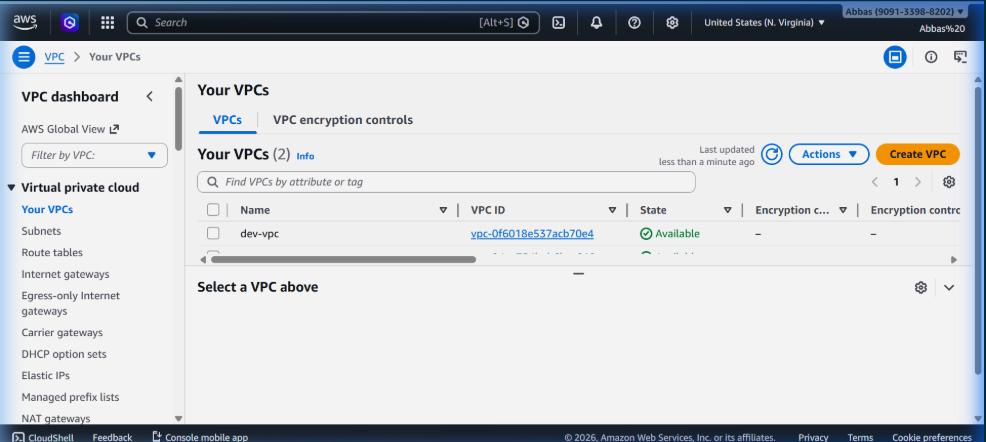 aws
Search
[Alt+S]
United States (N. Virginia)
Abbas (9091-3398-8202)
Abbas%20
VPC
Your VPCs
VPC dashboard
AWS Global View
Filter by VPC:
Virtual private cloud
Your VPCs
Subnets
Route tables
Internet gateways
Egress-only Internet
gateways
Carrier gateways
DHCP option sets
Elastic IPs
Managed prefix lists
NAT gateways
Your VPCs
VPCs
VPC encryption controls
Your VPCs (2) Info
Last updated
less than a minute ago
Actions
Create VPC
Find VPCs by attribute or tag
1
Name VPC ID State Encryption c... Encryption contro
dev-vpc vpc-0f6018e537acb70e4 Available – –
Select a VPC above
CloudShell Feedback Console mobile app © 2026, Amazon Web Services, Inc. or its affiliates. Privacy Terms Cookie preferences